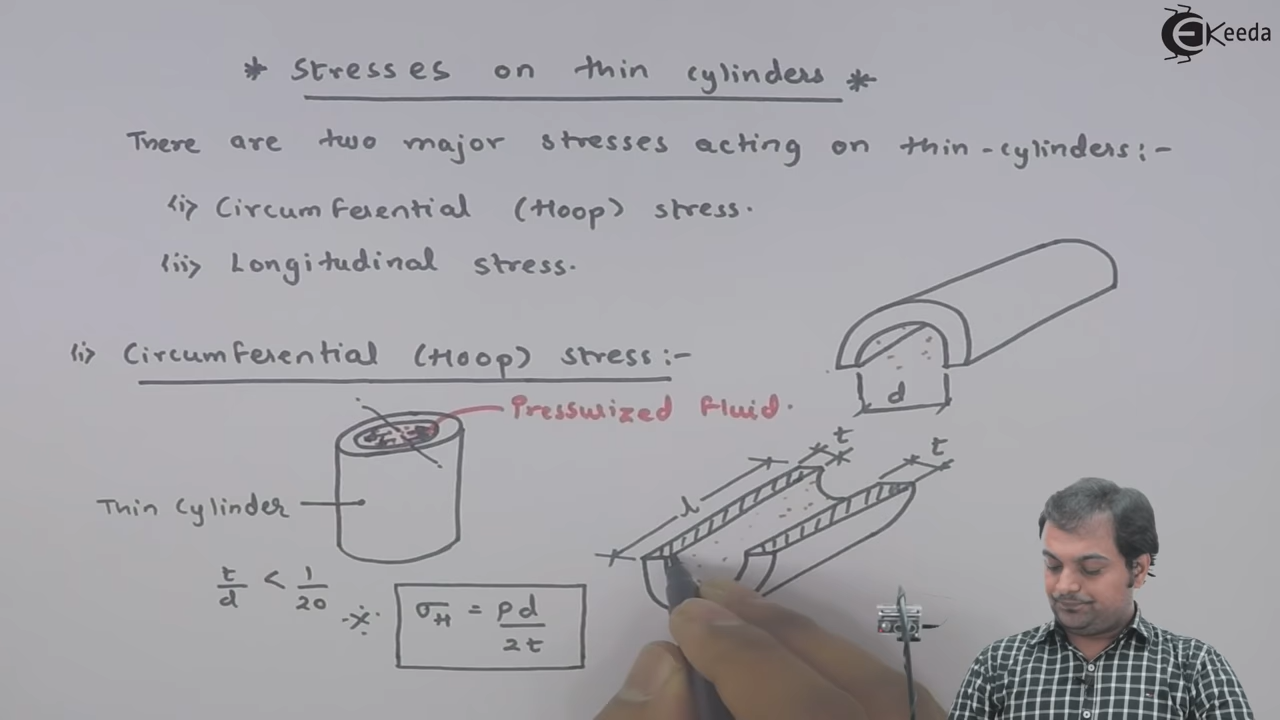 Ekeeda
* Stresses on thin cylinders *
There are two major stresses acting on thin-cylinders:-
(i) Circumferential (Hoop) stress.
(ii) Longitudinal stress.
(i) Circumferential (Hoop) stress:-
d
Pressurized fluid.
t
t
l
Thin cylinder
t/d < 1/20
σH = pd/2t